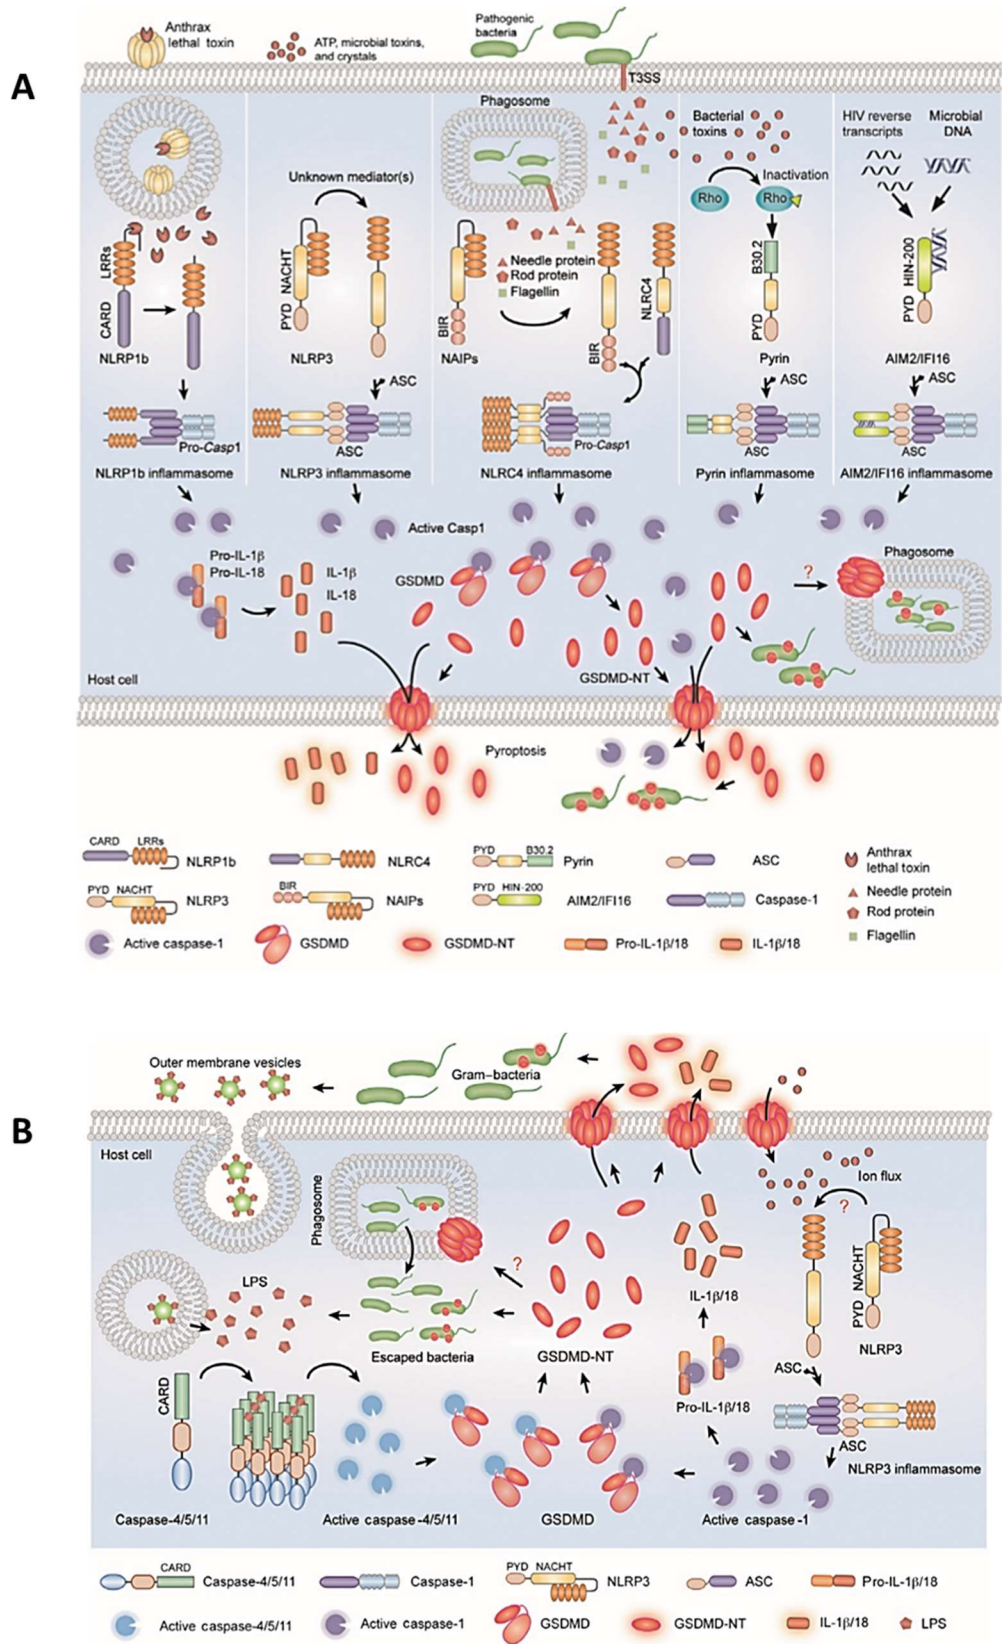 A
Anthrax
lethal toxin
ATP, microbial toxins,
and crystals
Pathogenic
bacteria
T3SS
Phagosome
Bacterial
toxins
HIV reverse
transcripts
Microbial
DNA
Unknown mediator(s)
Inactivation
Rho
Rho
LRRs
CARD
NLRP1b
PYD NACHT
NLRP3
BIR
NAIPs
Needle protein
Rod protein
Flagellin
BIR
NLRC4
B30.2
PYD
Pyrin
HIN-200
PYD
AIM2/IFI16
ASC
ASC
ASC
Pro-Casp1
ASC
Pro-Casp1
ASC
ASC
NLRP1b inflammasome
NLRP3 inflammasome
NLRC4 inflammasome
Pyrin inflammasome
AIM2/IFI16 inflammasome
Active Casp1
Pro-IL-1β
Pro-IL-18
IL-1β
IL-18
GSDMD
?
Phagosome
GSDMD-NT
Host cell
Pyroptosis
CARD LRRs
NLRP1b
NLRC4
PYD B30.2
Pyrin
ASC
Anthrax
lethal toxin
PYD NACHT
NLRP3
BIR
NAIPs
PYD HIN-200
AIM2/IFI16
Caspase-1
Needle protein
Rod protein
Flagellin
Active caspase-1
GSDMD
GSDMD-NT
Pro-IL-1β/18
IL-1β/18
B
Outer membrane vesicles
Gram-bacteria
Host cell
Phagosome
Ion flux
?
LPS
?
IL-1β/18
PYD NACHT
NLRP3
Escaped bacteria
GSDMD-NT
ASC
CARD
Pro-IL-1β/18
ASC
NLRP3 inflammasome
Caspase-4/5/11
Active caspase-4/5/11
GSDMD
Active caspase-1
CARD
Caspase-4/5/11
Caspase-1
PYD NACHT
NLRP3
ASC
Pro-IL-1β/18
Active caspase-4/5/11
Active caspase-1
GSDMD
GSDMD-NT
IL-1β/18
LPS